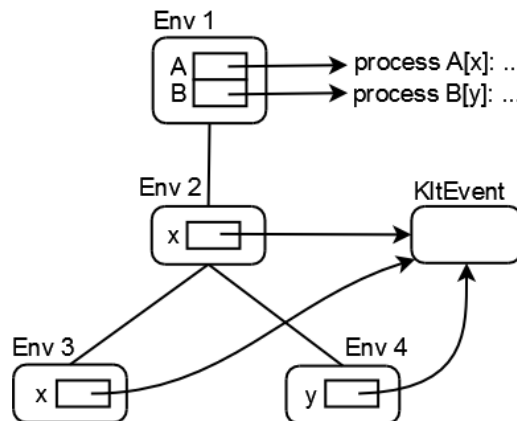 Env 1
A
process A[x]: ...
B
process B[y]: ...
Env 2
KltEvent
x
Env 3
Env 4
x
y